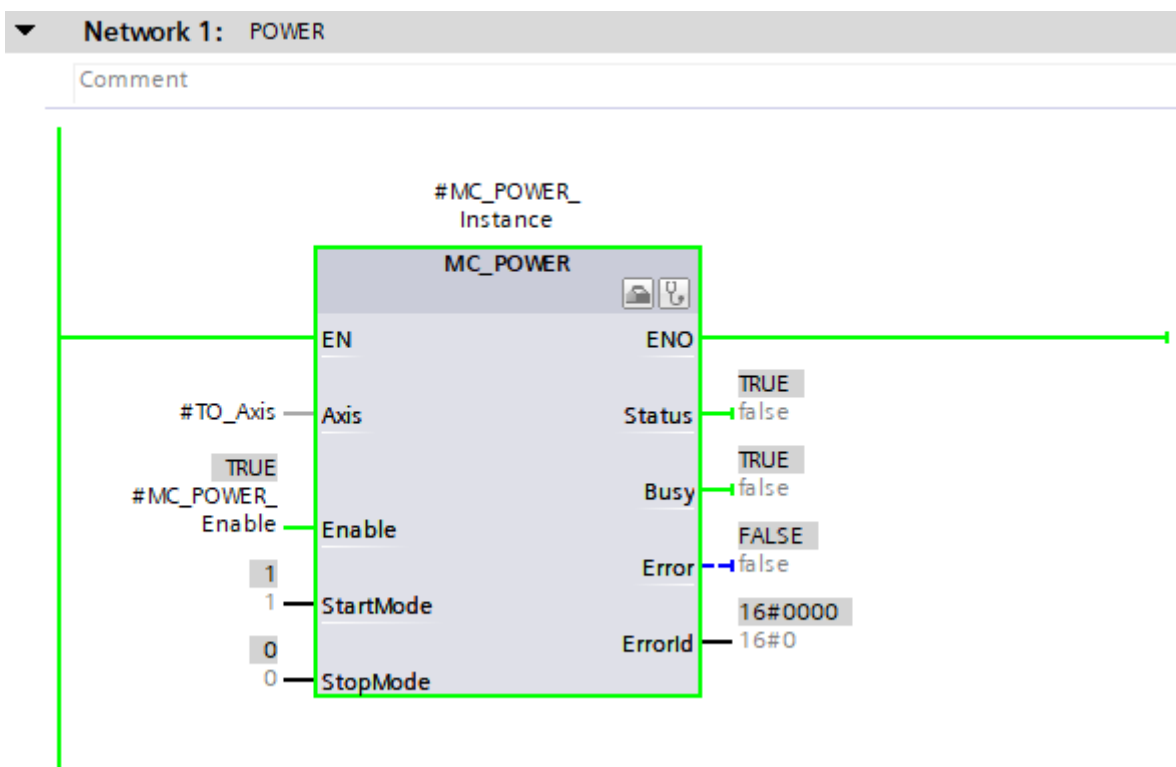 Network 1: POWER
Comment
#MC_POWER_
Instance
MC_POWER
EN
ENO
TRUE
#TO_Axis
Axis
Status
false
TRUE
TRUE
#MC_POWER_
Busy
false
Enable
Enable
FALSE
1
Error
false
1
StartMode
16#0000
0
ErrorId
16#0
0
StopMode